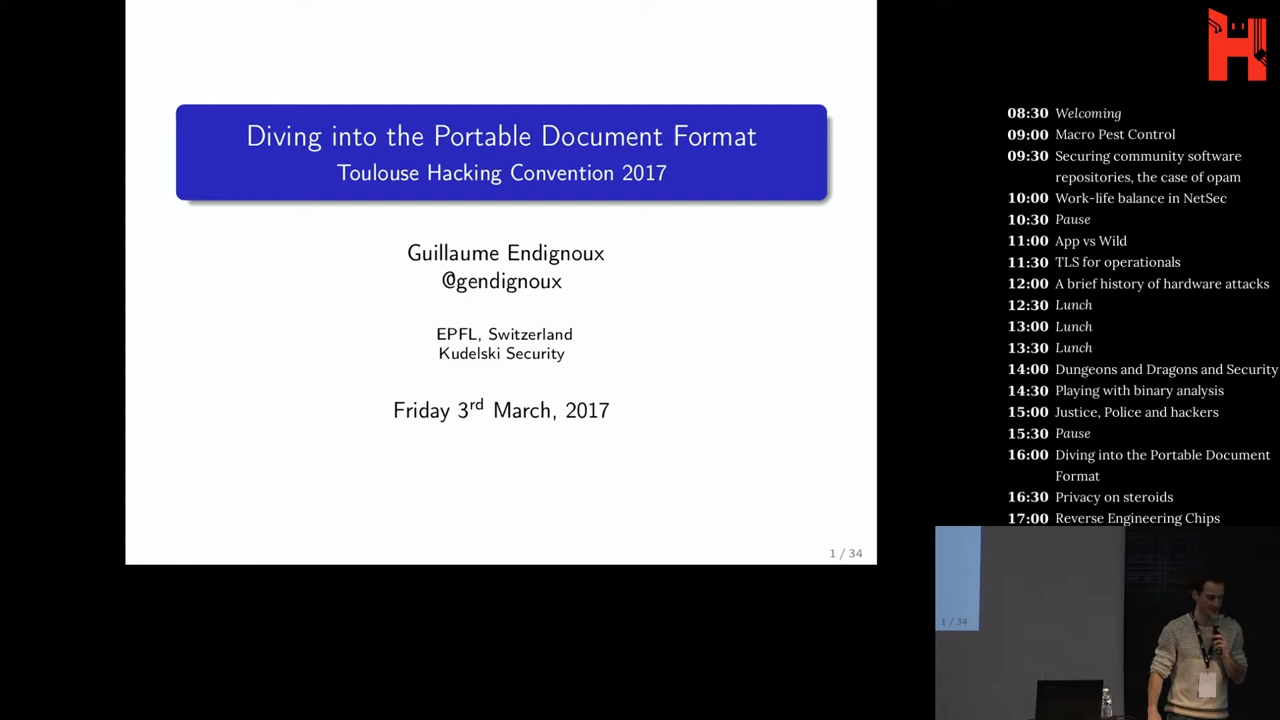 Diving into the Portable Document Format
Toulouse Hacking Convention 2017
Guillaume Endignoux
@gendignoux
EPFL, Switzerland
Kudelski Security
Friday 3rd March, 2017
1 / 34
08:30 Welcoming
09:00 Macro Pest Control
09:30 Securing community software
repositories, the case of opam
10:00 Work-life balance in NetSec
10:30 Pause
11:00 App vs Wild
11:30 TLS for operationals
12:00 A brief history of hardware attacks
12:30 Lunch
13:00 Lunch
13:30 Lunch
14:00 Dungeons and Dragons and Security
14:30 Playing with binary analysis
15:00 Justice, Police and hackers
15:30 Pause
16:00 Diving into the Portable Document
Format
16:30 Privacy on steroids
17:00 Reverse Engineering Chips
1 / 34